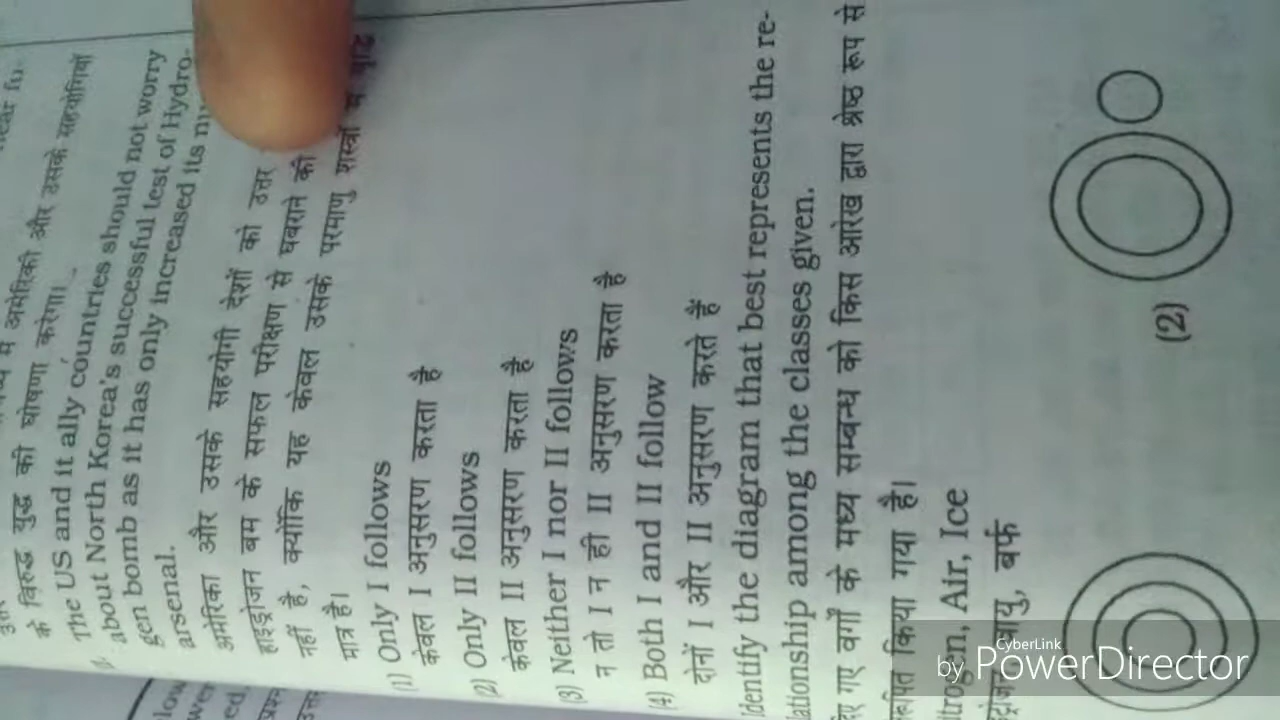 के विरुद्ध युद्ध की घोषणा करेगा।
The US and it ally countries should not worry
about North Korea's successful test of Hydro-
gen bomb as it has only increased its
arsenal.
अमेरिका और उसके सहयोगी देशों को उत्तर
हाइड्रोजन बम के सफल परीक्षण से घबराने की
नहीं है, क्योंकि यह केवल उसके परमाणु शस्त्रों में वृद्धि
मात्र है।
(1) Only I follows
केवल I अनुसरण करता है
(2) Only II follows
केवल II अनुसरण करता है
(3) Neither I nor II follows
न तो I न ही II अनुसरण करता है
(4) Both I and II follow
दोनों I और II अनुसरण करते हैं
Identify the diagram that best represents the re-
lationship among the classes given.
गए वर्गों के मध्य सम्बन्ध को किस आरेख द्वारा श्रेष्ठ रूप से
किया गया है।
trogen, Air, Ice
वायु, बर्फ
(2)
by CyberLink PowerDirector